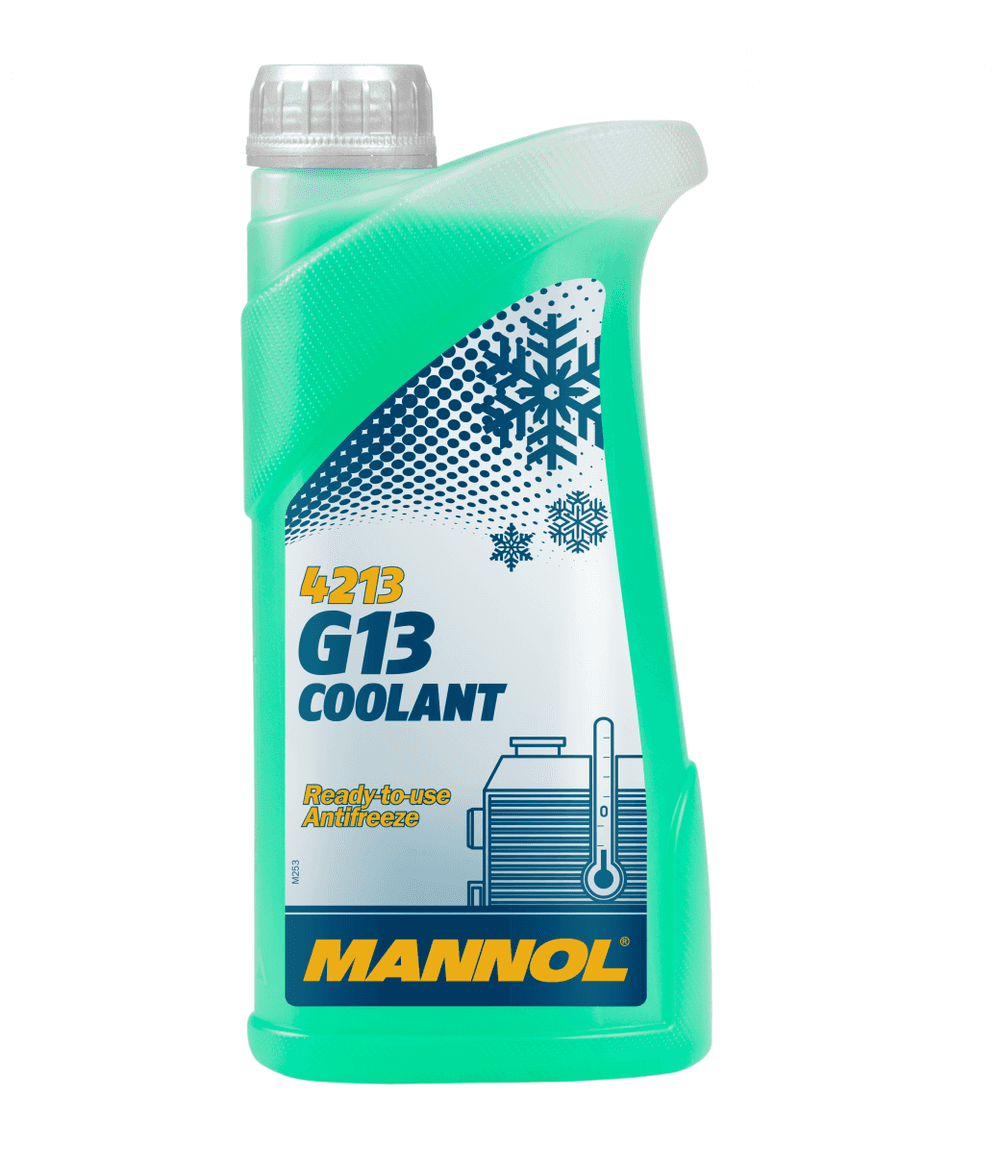 4213
G13
COOLANT
Ready-to-use
Antifreeze
M253
MANNOL®